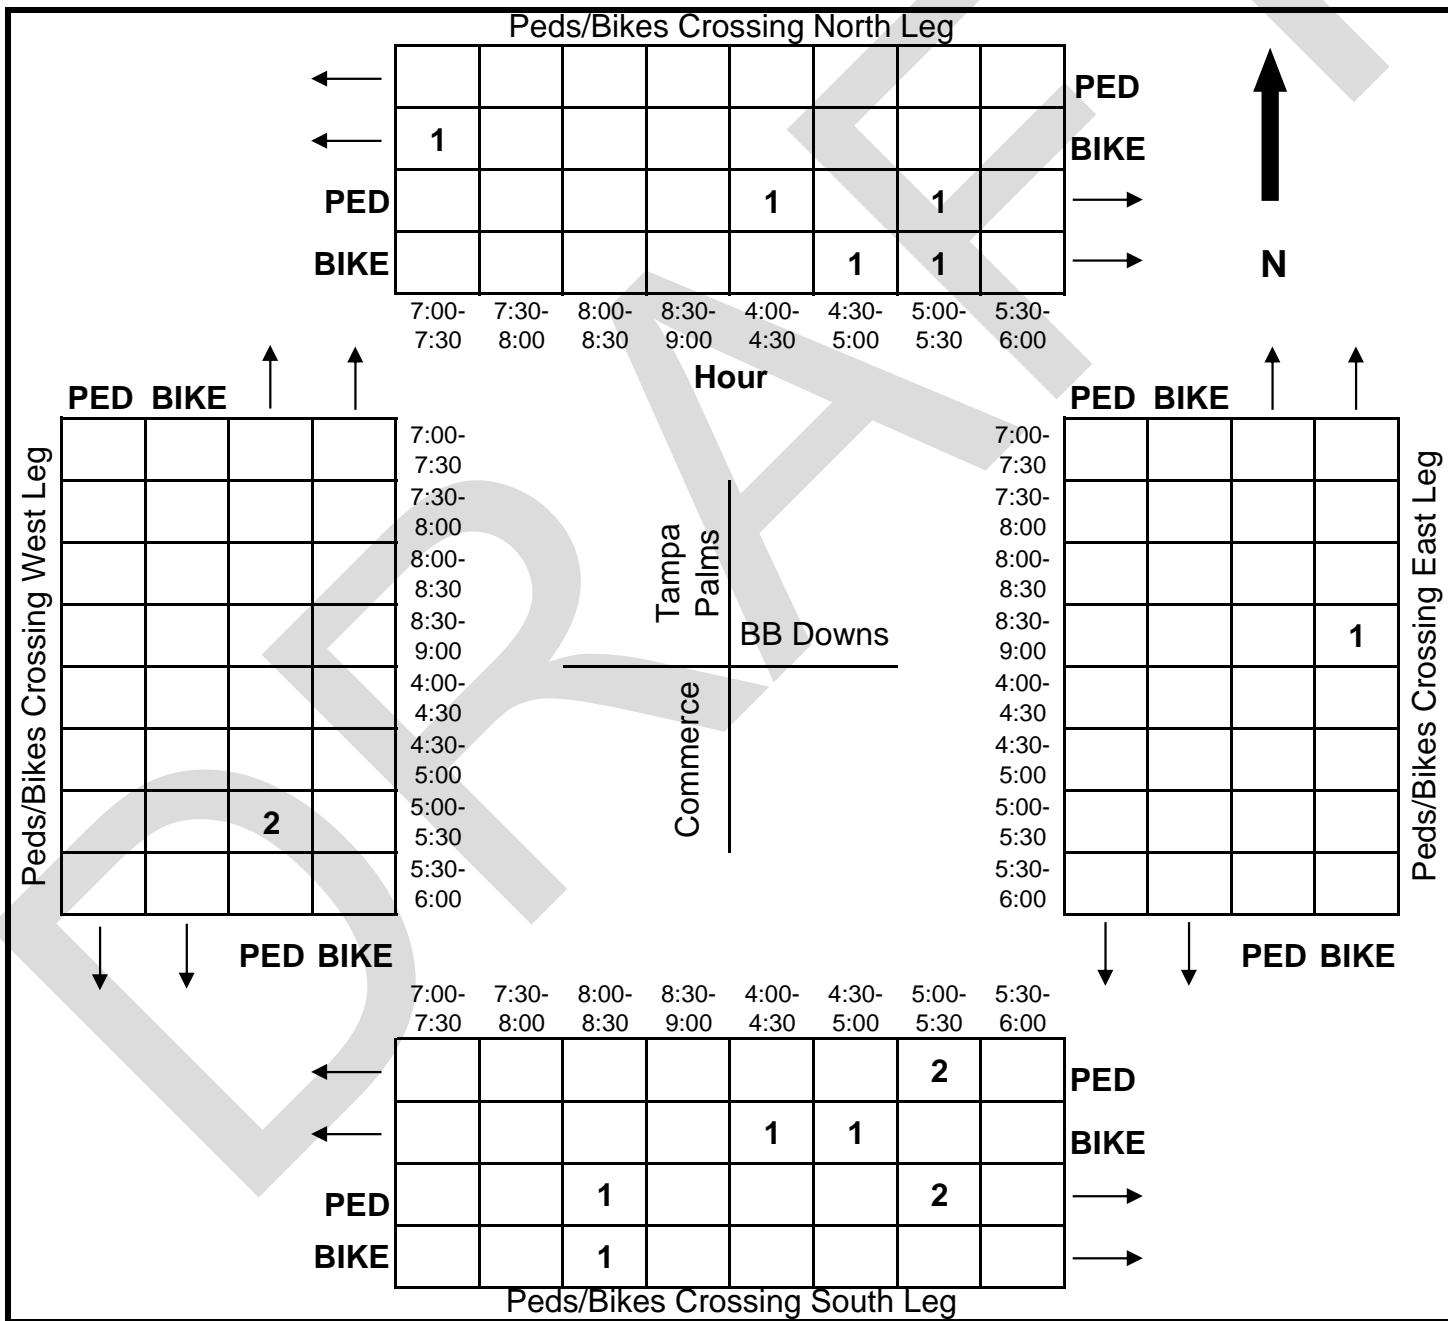 Peds/Bikes Crossing North Leg
PED
1 BIKE
PED 1 1
BIKE 1 1
N
7:00- 7:30- 8:00- 8:30- 4:00- 4:30- 5:00- 5:30-
7:30 8:00 8:30 9:00 4:30 5:00 5:30 6:00
Hour
PED BIKE
Peds/Bikes Crossing West Leg
7:00-
7:30
7:30-
8:00
8:00-
8:30
8:30-
9:00
4:00-
4:30
4:30-
5:00
2 5:00-
5:30
5:30-
6:00
PED BIKE
Tampa
Palms
BB Downs
Commerce
PED BIKE
7:00-
7:30
7:30-
8:00
8:00-
8:30
8:30- 1
9:00
4:00-
4:30
4:30-
5:00
5:00-
5:30
5:30-
6:00
Peds/Bikes Crossing East Leg
PED BIKE
7:00- 7:30- 8:00- 8:30- 4:00- 4:30- 5:00- 5:30-
7:30 8:00 8:30 9:00 4:30 5:00 5:30 6:00
2 PED
1 1 BIKE
PED 1 2
BIKE 1
Peds/Bikes Crossing South Leg
DRAFT